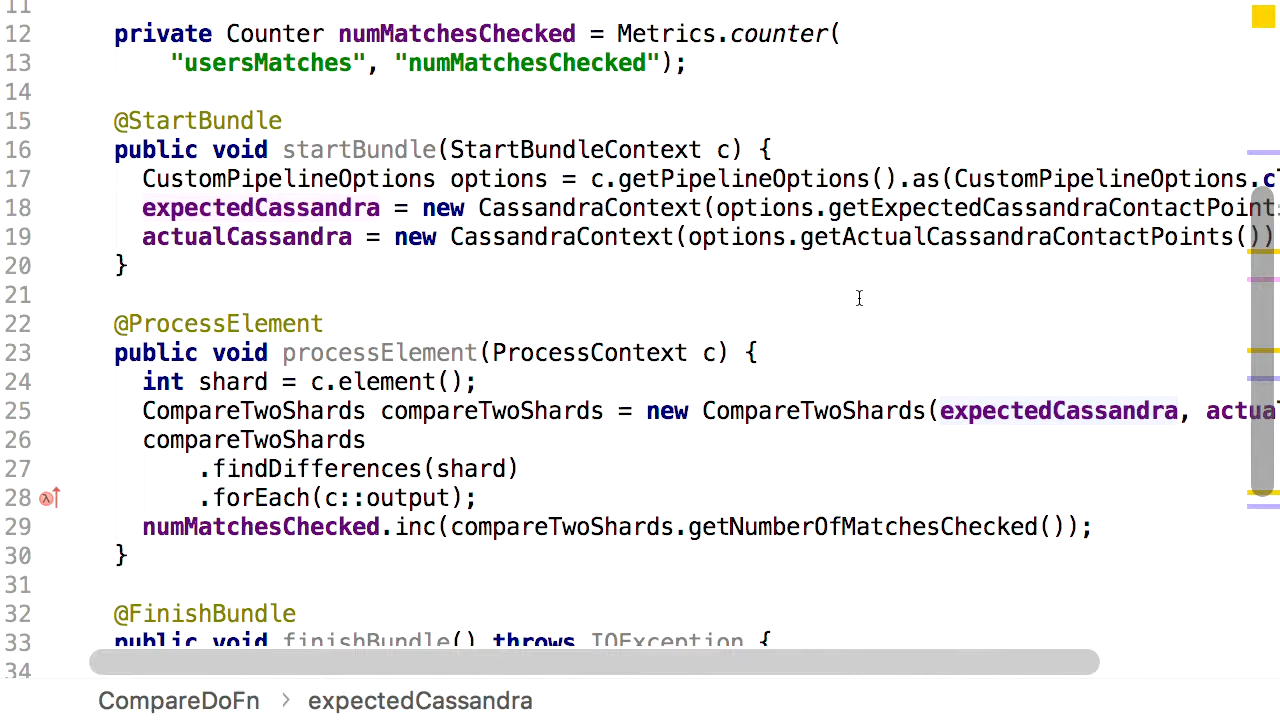 11
12 private Counter numMatchesChecked = Metrics.counter(
13 "usersMatches", "numMatchesChecked");
14
15 @StartBundle
16 public void startBundle(StartBundleContext c) {
17 CustomPipelineOptions options = c.getPipelineOptions().as(CustomPipelineOptions.cl
18 expectedCassandra = new CassandraContext(options.getExpectedCassandraContactPoints
19 actualCassandra = new CassandraContext(options.getActualCassandraContactPoints())
20 }
21
22 @ProcessElement
23 public void processElement(ProcessContext c) {
24 int shard = c.element();
25 CompareTwoShards compareTwoShards = new CompareTwoShards(expectedCassandra, actual
26 compareTwoShards
27 .findDifferences(shard)
28 .forEach(c::output);
29 numMatchesChecked.inc(compareTwoShards.getNumberOfMatchesChecked());
30 }
31
32 @FinishBundle
33 public void finishBundle() throws IOException {
34
CompareDoFn > expectedCassandra